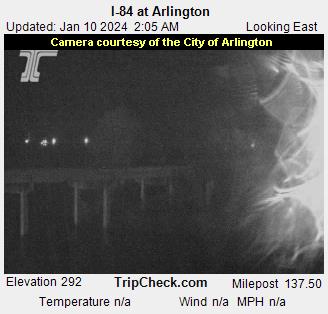 I-84 at Arlington
Updated: Jan 10 2024 2:05 AM Looking East
Camera courtesy of the City of Arlington
Elevation 292 TripCheck.com Milepost 137.50
Temperature n/a Wind n/a MPH n/a